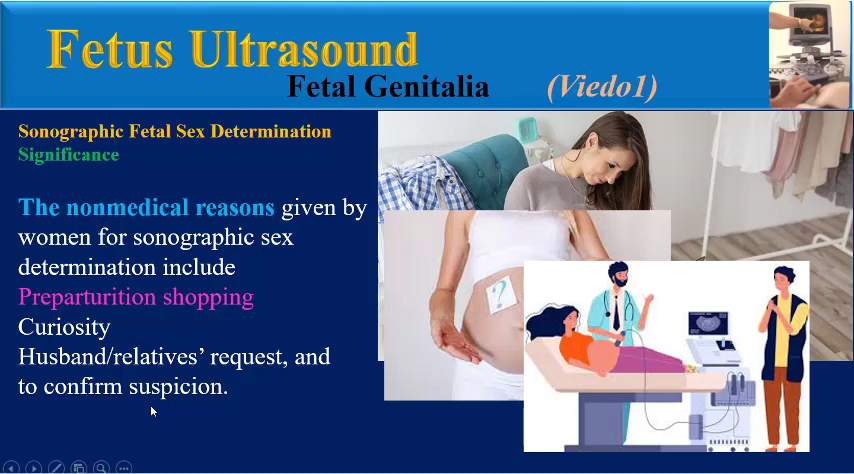 Fetus Ultrasound
Fetal Genitalia (Viedo1)
Sonographic Fetal Sex Determination
Significance
The nonmedical reasons given by
women for sonographic sex
determination include
Preparturition shopping
Curiosity
Husband/relatives’ request, and
to confirm suspicion.
?